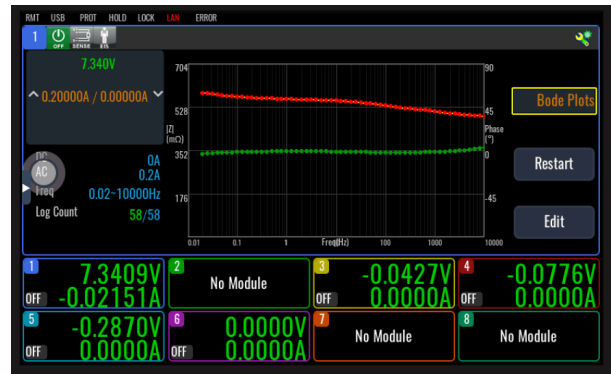 RMT USB PROT HOLD LOCK LAN ERROR
1 OFF SENSE EIS
7.340V
0.20000A / 0.00000A
DC 0A
AC 0.2A
Freq 0.02~10000Hz
Log Count 58/58
704 90
528 45
|Z| (mΩ) Phase (°)
352 0
176 -45
0.01 0.1 1 Freq(Hz) 100 1000 10000
Bode Plots
Restart
Edit
1 7.3409V
OFF -0.02151A
2 No Module
3 -0.0427V
OFF 0.0000A
4 -0.0776V
OFF 0.0000A
5 -0.2870V
OFF 0.0000A
6 0.0000V
OFF 0.0000A
7 No Module
8 No Module